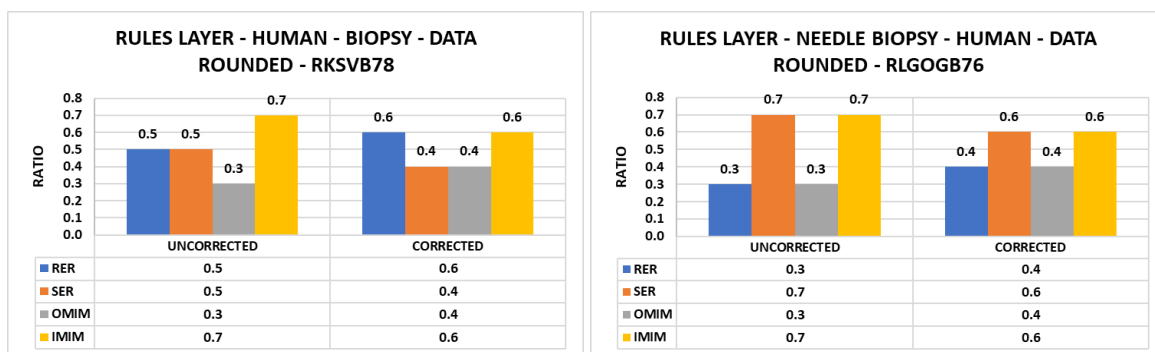 RULES LAYER - HUMAN - BIOPSY - DATA
ROUNDED - RKSVB78
RATIO
0.8
0.7
0.6
0.5
0.4
0.3
0.2
0.1
0.0
0.5 0.5 0.3 0.7 0.6 0.4 0.4 0.6
UNCORRECTED CORRECTED
RER 0.5 0.6
SER 0.5 0.4
OMIM 0.3 0.4
IMIM 0.7 0.6
RULES LAYER - NEEDLE BIOPSY - HUMAN - DATA
ROUNDED - RLGOGB76
RATIO
0.8
0.7
0.6
0.5
0.4
0.3
0.2
0.1
0.0
0.3 0.7 0.3 0.7 0.4 0.6 0.4 0.6
UNCORRECTED CORRECTED
RER 0.3 0.4
SER 0.7 0.6
OMIM 0.3 0.4
IMIM 0.7 0.6